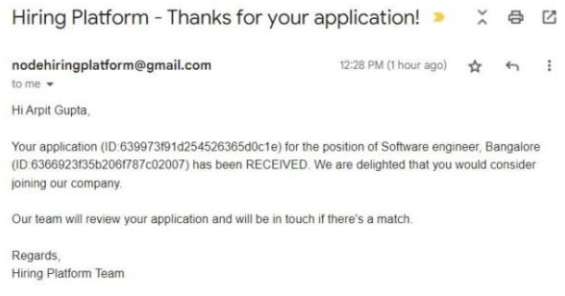 Hiring Platform - Thanks for your application!
nodehiringplatform@gmail.com 12:28 PM (1 hour ago)
to me
Hi Arpit Gupta,
Your application (ID:639973f91d254526365d0c1e) for the position of Software engineer, Bangalore
(ID:6366923f35b206f787c02007) has been RECEIVED. We are delighted that you would consider
joining our company.
Our team will review your application and will be in touch if there's a match.
Regards,
Hiring Platform Team